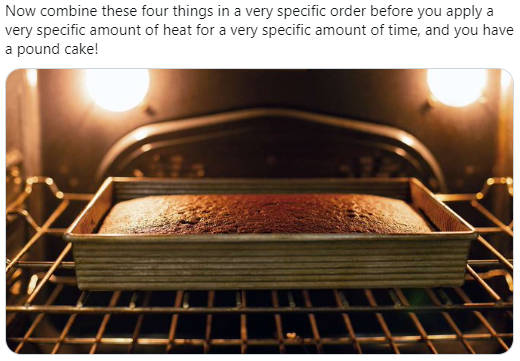 Now combine these four things in a very specific order before you apply a
very specific amount of heat for a very specific amount of time, and you have
a pound cake!